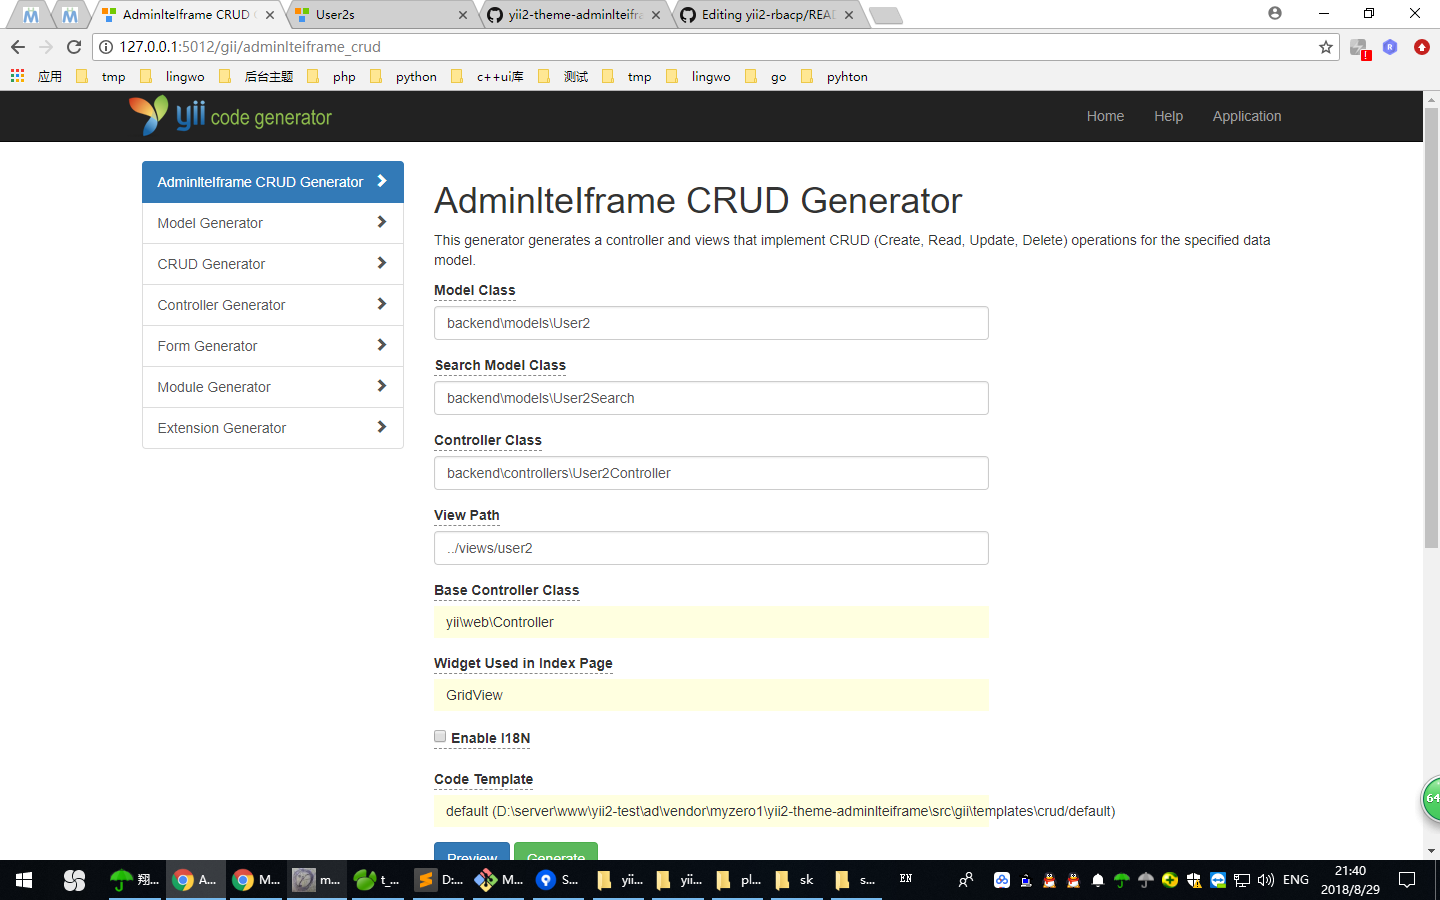 AdminlteIframe CRUD
User2s
yii2-theme-adminlteifra
Editing yii2-rbacp/READ
127.0.0.1:5012/gii/adminlteiframe_crud
应用 tmp lingwo 后台主题 php python c++ui库 测试 tmp lingwo go pyhton
yii code generator
Home Help Application
AdminlteIframe CRUD Generator
Model Generator
CRUD Generator
Controller Generator
Form Generator
Module Generator
Extension Generator
AdminlteIframe CRUD Generator
This generator generates a controller and views that implement CRUD (Create, Read, Update, Delete) operations for the specified data
model.
Model Class
backend\models\User2
Search Model Class
backend\models\User2Search
Controller Class
backend\controllers\User2Controller
View Path
../views/user2
Base Controller Class
yii\web\Controller
Widget Used in Index Page
GridView
Enable I18N
Code Template
default (D:\server\www\yii2-test\ad\vendor\myzero1\yii2-theme-adminlteiframe\src\gii\templates\crud/default)
Preview Generate
64
翔... A... M... m... t_... D:... M... S... yii... yii... pl... sk s... EN
ENG
21:40
2018/8/29